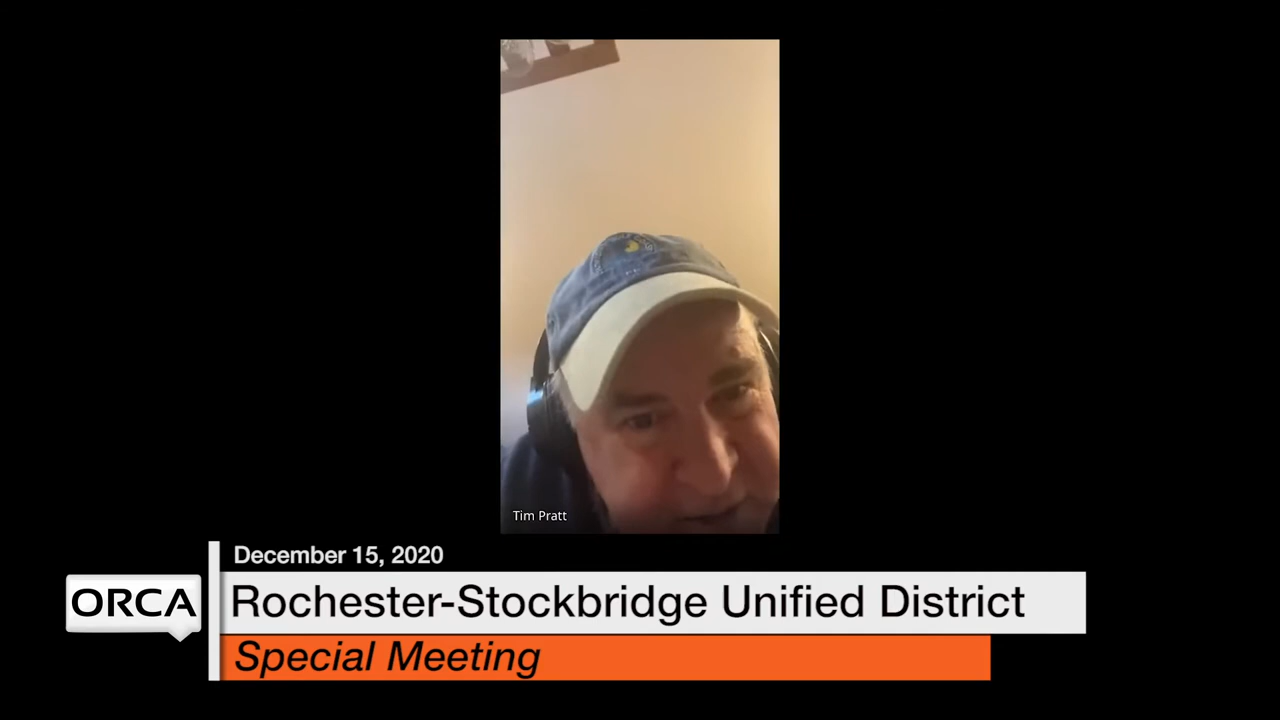 Tim Pratt
December 15, 2020
ORCA
Rochester-Stockbridge Unified District
Special Meeting